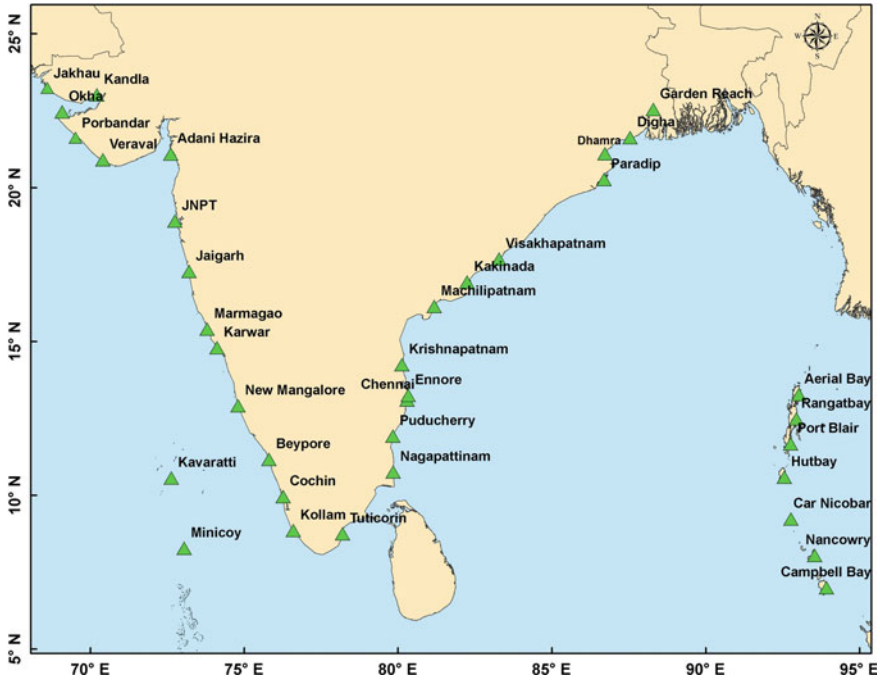 25° N
20° N
15° N
10° N
5° N
N
W
E
S
Jakhau
Kandla
Okha
Porbandar
Veraval
Adani Hazira
JNPT
Jaigarh
Marmagao
Karwar
New Mangalore
Beypore
Kavaratti
Cochin
Kollam
Minicoy
Tuticorin
Garden Reach
Digha
Dhamra
Paradip
Visakhapatnam
Kakinada
Machilipatnam
Krishnapatnam
Chennai
Ennore
Puducherry
Nagapattinam
Aerial Bay
Rangatbay
Port Blair
Hutbay
Car Nicobar
Nancowry
Campbell Bay
70° E
75° E
80° E
85° E
90° E
95° E